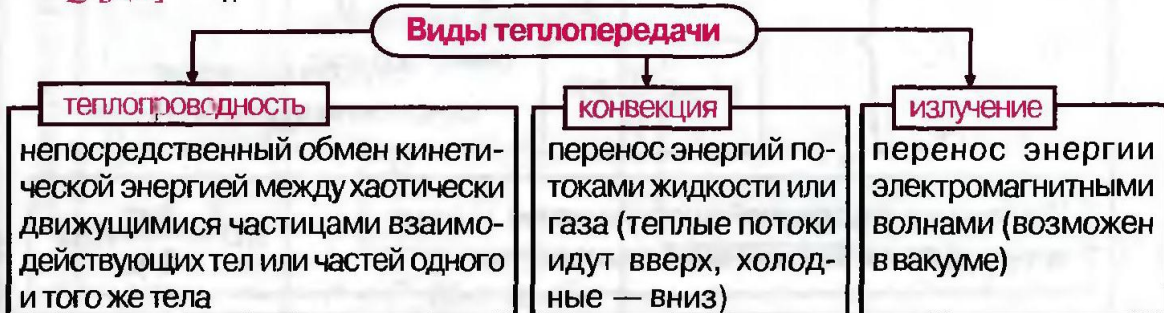 Виды теплопередачи
теплопроводность
непосредственный обмен кинети-
ческой энергией между хаотически
движущимися частицами взаимо-
действующих тел или частей одного
и того же тела
конвекция
перенос энергий по-
токами жидкости или
газа (теплые потоки
идут вверх, холод-
ные — вниз)
излучение
перенос энергии
электромагнитными
волнами (возможен
в вакууме)